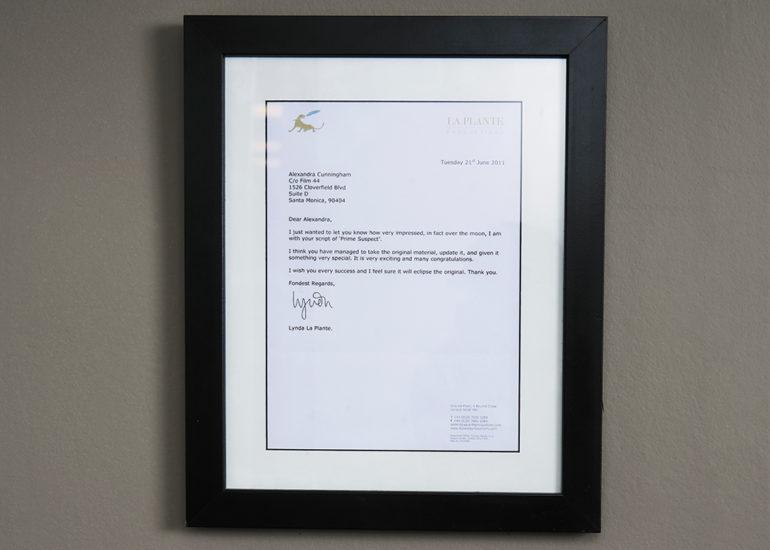 LA PLANTE
Tuesday 21st June 2011
Alexandra Cunningham
C/o Film 44
1526 Cloverfield Blvd
Suite D
Santa Monica, 90404
Dear Alexandra,
I just wanted to let you know how very impressed, in fact over the moon, I am
with your script of 'Prime Suspect'.
I think you have managed to take the original material, update it, and given it
something very special. It is very exciting and many congratulations.
I wish you every success and I feel sure it will eclipse the original. Thank you.
Fondest Regards,
Lynda
Lynda La Plante.